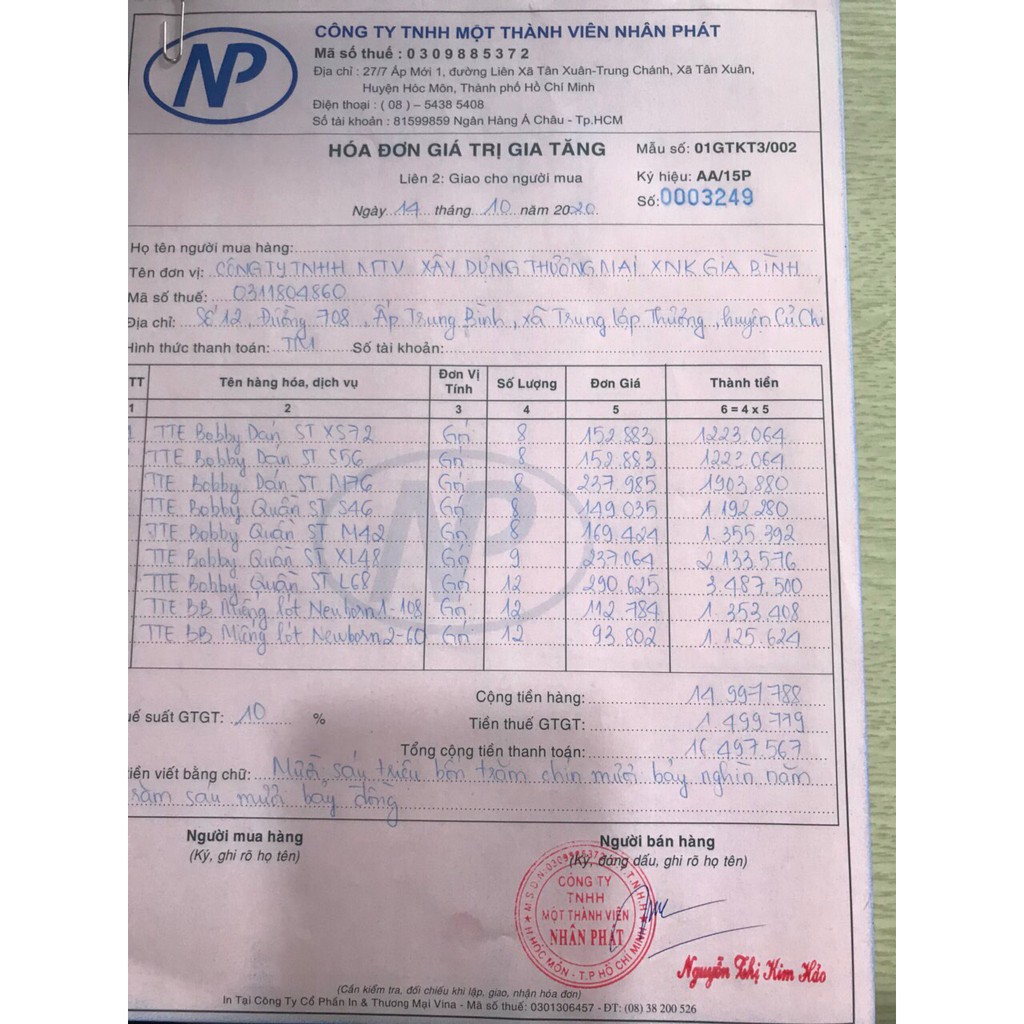 NP
CÔNG TY TNHH MỘT THÀNH VIÊN NHÂN PHÁT
Mã số thuế : 0 3 0 9 8 8 5 3 7 2
Địa chỉ : 27/7 Ấp Mới 1, đường Liên Xã Tân Xuân-Trung Chánh, Xã Tân Xuân,
Huyện Hóc Môn, Thành phố Hồ Chí Minh
Điện thoại : ( 08 ) – 5438 5408
Số tài khoản : 81599859 Ngân Hàng Á Châu - Tp.HCM
HÓA ĐƠN GIÁ TRỊ GIA TĂNG
Mẫu số: 01GTKT3/002
Liên 2: Giao cho người mua
Ký hiệu: AA/15P
Số: 0003249
Ngày 14 tháng 10 năm 2020.
Họ tên người mua hàng:
Tên đơn vị: CÔNG TY TNHH MTV XÂY DỰNG THƯƠNG MẠI XNK GIA BÌNH
Mã số thuế: 0311804860
Địa chỉ: Số 12, Đường 708, Ấp Trung Bình, xã Trung lập Thượng, huyện Củ Chi
Hình thức thanh toán: TM Số tài khoản:
TT Tên hàng hóa, dịch vụ Đơn Vị Tính Số Lượng Đơn Giá Thành tiền
1 2 3 4 5 6 = 4 x 5
1 TTE Bobby Dán ST XS72 Gói 8 152.883 1223.064
TTE Bobby Dán ST S56 Gói 8 152.883 1223.064
TTE Bobby Dán ST M76 Gói 8 237.985 1903.880
TTE Bobby Quần ST S46 Gói 8 149.035 1.192.280
TTE Bobby Quần ST M42 Gói 8 169.424 1.355.392
TTE Bobby Quần ST XL48 Gói 9 237.064 2.133.576
TTE Bobby Quần ST L68 Gói 12 290.625 3.487.500
TTE BB Miếng lót Newborn1-108 Gói 12 112.784 1.353.408
TTE BB Miếng lót Newborn2-60 Gói 12 93.802 1.125.624
Cộng tiền hàng: 14.997.788
uế suất GTGT: 10 % Tiền thuế GTGT: 1.499.779
Tổng cộng tiền thanh toán: 16.497.567
tiền viết bằng chữ: Mười sáu triệu bốn trăm chín mươi bảy nghìn năm
trăm sáu mươi bảy đồng
Người mua hàng Người bán hàng
(Ký, ghi rõ họ tên) (Ký, đóng dấu, ghi rõ họ tên)
CÔNG TY
TNHH
MỘT THÀNH VIÊN
NHÂN PHÁT
H HÓC MÔN - T.P HỒ CHÍ MINH
Nguyễn Thị Kim Hảo
(Cần kiểm tra, đối chiếu khi lập, giao, nhận hóa đơn)
In Tại Công Ty Cổ Phần In & Thương Mại Vina - Mã số thuế: 0301306457 - ĐT: (08) 38 200 526